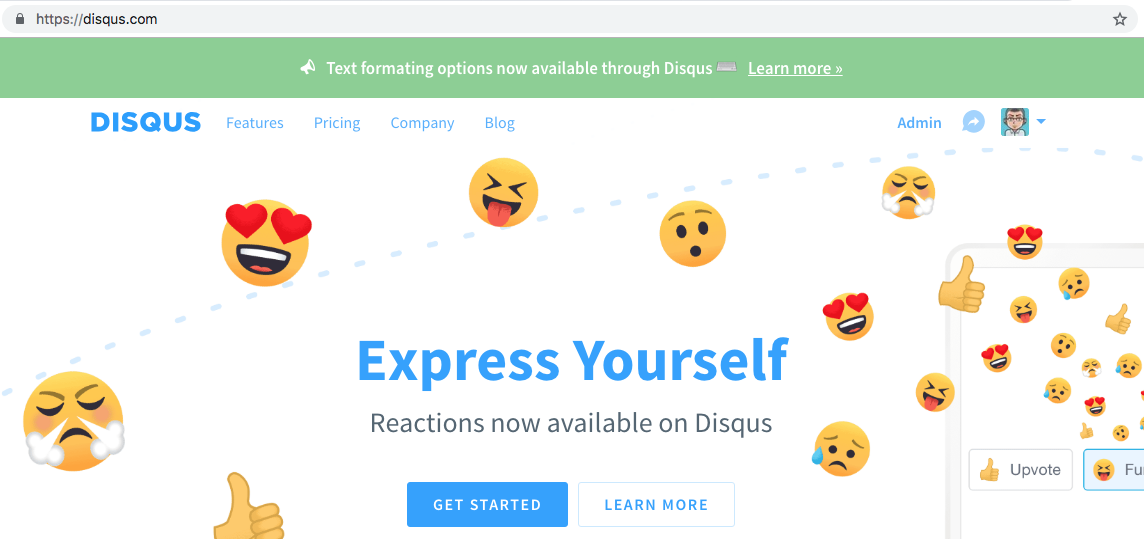 https://disqus.com
Text formating options now available through Disqus Learn more »
DISQUS Features Pricing Company Blog Admin
Express Yourself
Reactions now available on Disqus
Upvote Fu
GET STARTED LEARN MORE